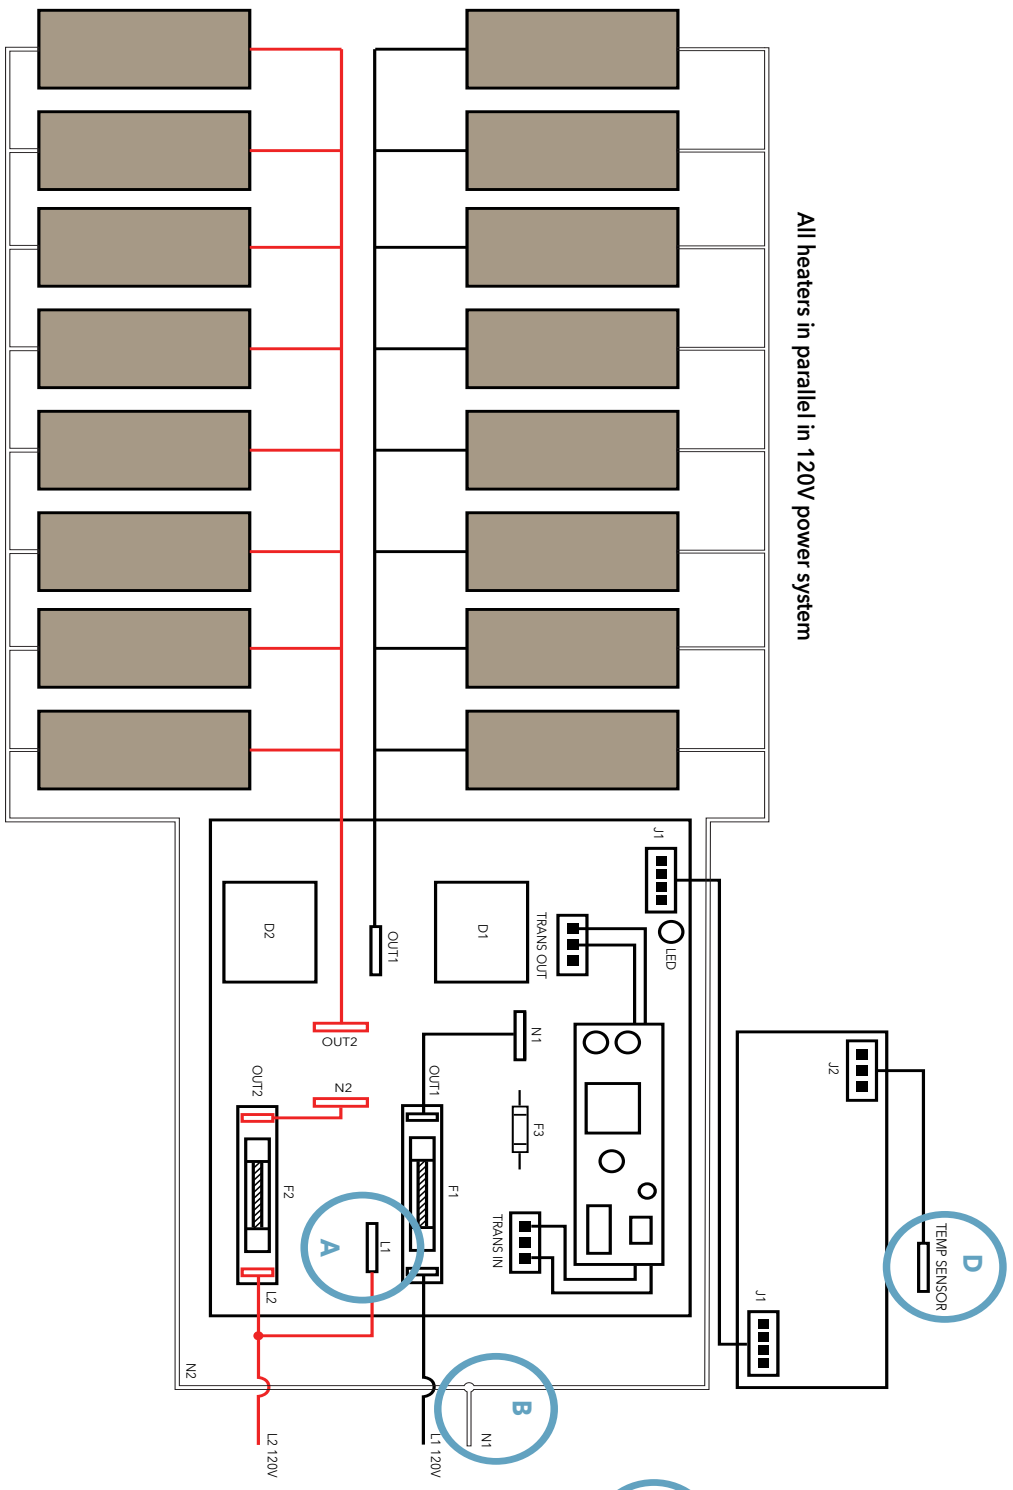 All heaters in parallel in 120V power system
J1
LED
TRANS OUT
D1
OUT1
D2
OUT2
N1
N2
OUT1
OUT2
F3
F1
F2
TRANS IN
L1
A
L2
N2
J2
TEMP SENSOR
D
J1
B
N1
L1 120V
L2 120V